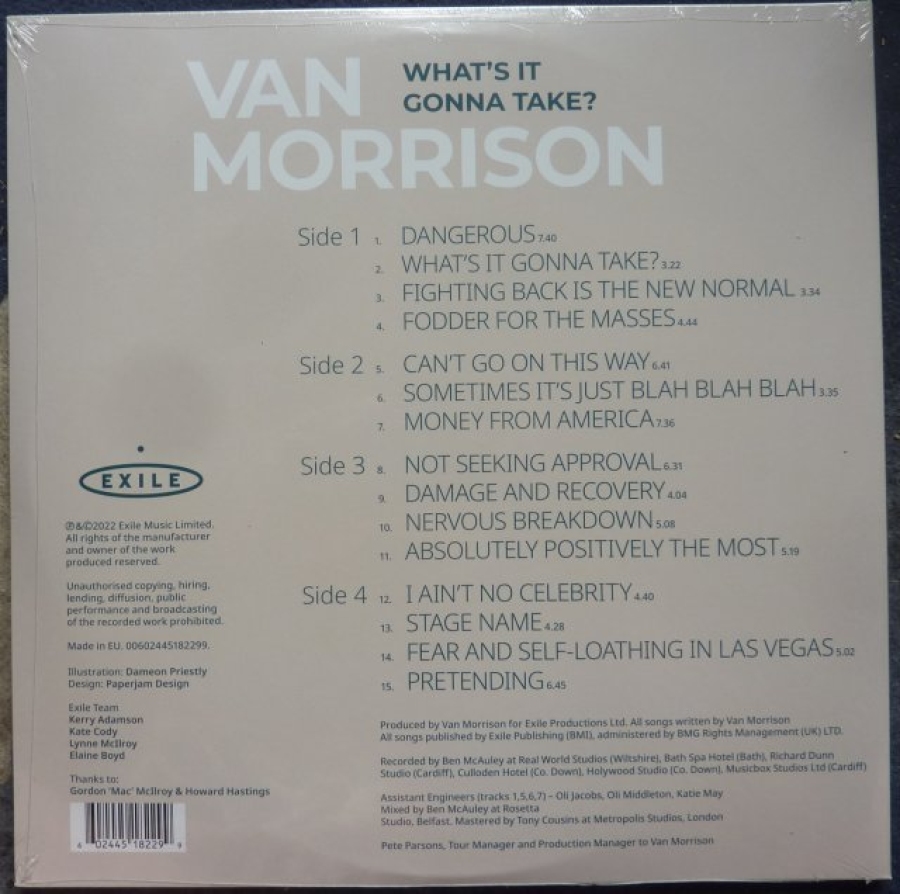 VAN
MORRISON
WHAT'S IT
GONNA TAKE?
Side 1
1. DANGEROUS 7.40
2. WHAT'S IT GONNA TAKE? 3.22
3. FIGHTING BACK IS THE NEW NORMAL 3.34
4. FODDER FOR THE MASSES 4.44
Side 2
5. CAN'T GO ON THIS WAY 6.41
6. SOMETIMES IT'S JUST BLAH BLAH BLAH 3.35
7. MONEY FROM AMERICA 7.36
Side 3
8. NOT SEEKING APPROVAL 6.31
9. DAMAGE AND RECOVERY 4.04
10. NERVOUS BREAKDOWN 5.08
11. ABSOLUTELY POSITIVELY THE MOST 5.19
Side 4
12. I AIN'T NO CELEBRITY 4.40
13. STAGE NAME 4.28
14. FEAR AND SELF-LOATHING IN LAS VEGAS 5.02
15. PRETENDING 6.45
EXILE
℗&©2022 Exile Music Limited.
All rights of the manufacturer
and owner of the work
produced reserved.
Unauthorised copying, hiring,
lending, diffusion, public
performance and broadcasting
of the recorded work prohibited.
Made in EU. 00602445182299.
Illustration: Dameon Priestly
Design: Paperjam Design
Exile Team
Kerry Adamson
Kate Cody
Lynne McIlroy
Elaine Boyd
Thanks to:
Gordon 'Mac' McIlroy & Howard Hastings
6 02445 18229 9
Produced by Van Morrison for Exile Productions Ltd. All songs written by Van Morrison
All songs published by Exile Publishing (BMI), administered by BMG Rights Management (UK) LTD.
Recorded by Ben McAuley at Real World Studios (Wiltshire), Bath Spa Hotel (Bath), Richard Dunn
Studio (Cardiff), Culloden Hotel (Co. Down), Holywood Studio (Co. Down), Musicbox Studios Ltd (Cardiff)
Assistant Engineers (tracks 1,5,6,7) – Oli Jacobs, Oli Middleton, Katie May
Mixed by Ben McAuley at Rosetta
Studio, Belfast. Mastered by Tony Cousins at Metropolis Studios, London
Pete Parsons, Tour Manager and Production Manager to Van Morrison